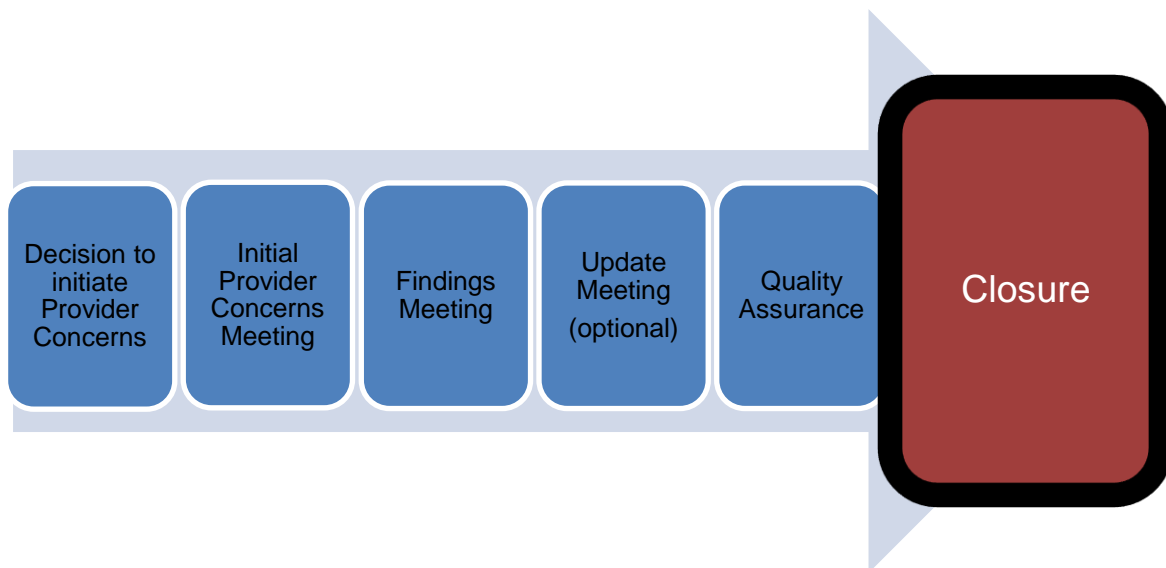 Decision to
initiate
Provider
Concerns
Initial
Provider
Concerns
Meeting
Findings
Meeting
Update
Meeting
(optional)
Quality
Assurance
Closure